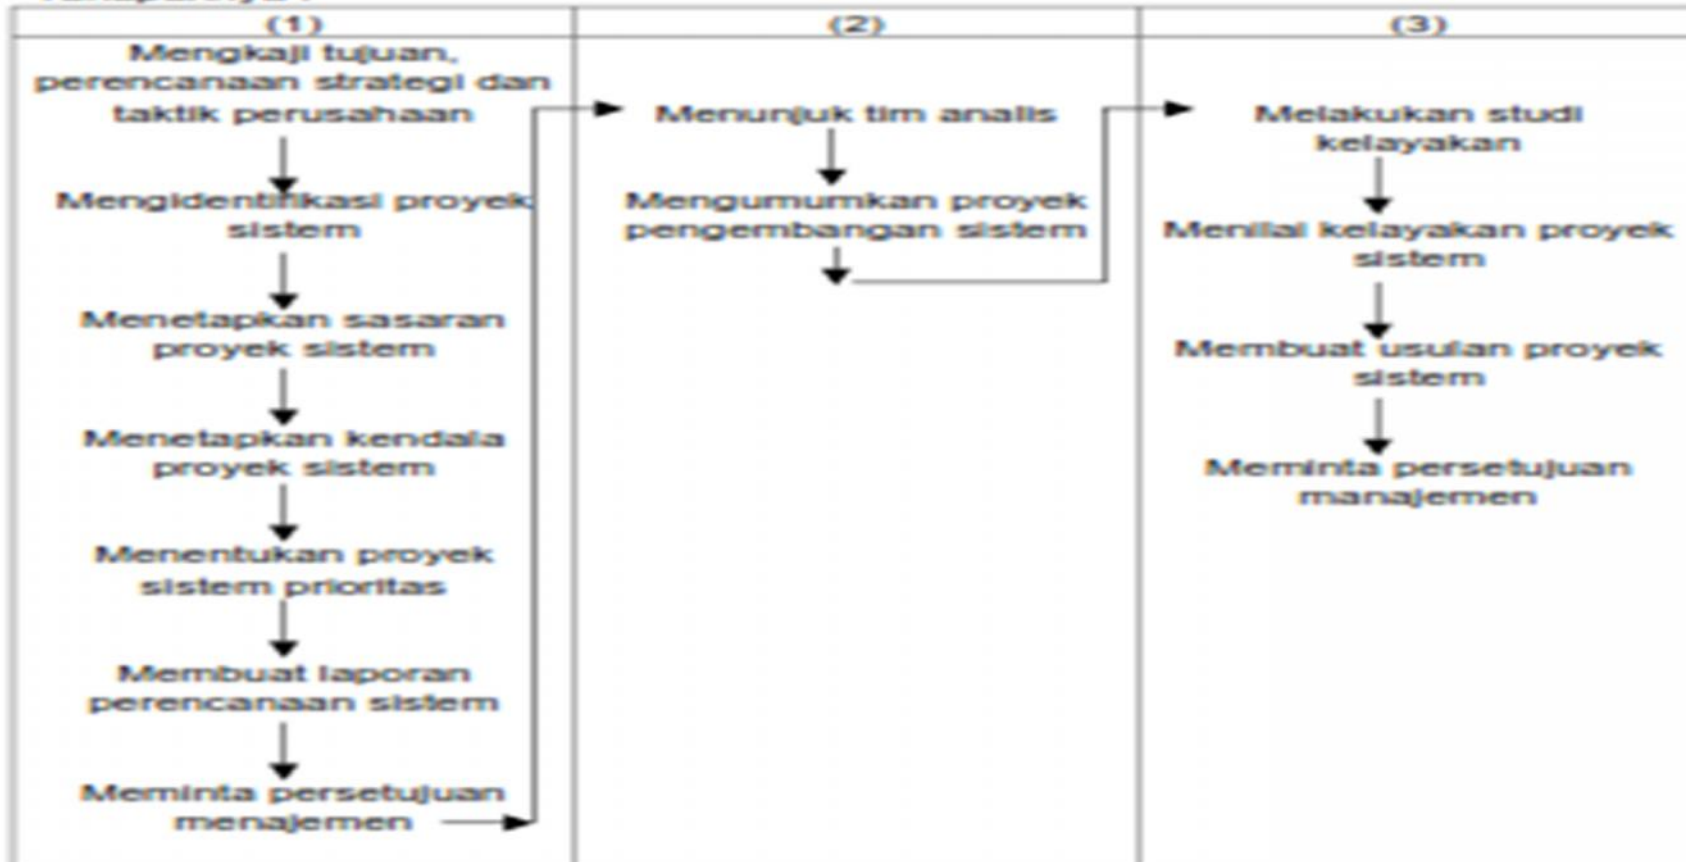 (1)
Mengkaji tujuan,
perencanaan strategi dan
taktik perusahaan
Mengidentifikasi proyek
sistem
Menetapkan sasaran
proyek sistem
Menetapkan kendala
proyek sistem
Menentukan proyek
sistem prioritas
Membuat laporan
perencanaan sistem
Meminta persetujuan
menajemen
(2)
Menunjuk tim analis
Mengumumkan proyek
pengembangan sistem
(3)
Melakukan studi
kelayakan
Menilai kelayakan proyek
sistem
Membuat usulan proyek
sistem
Meminta persetujuan
manajemen